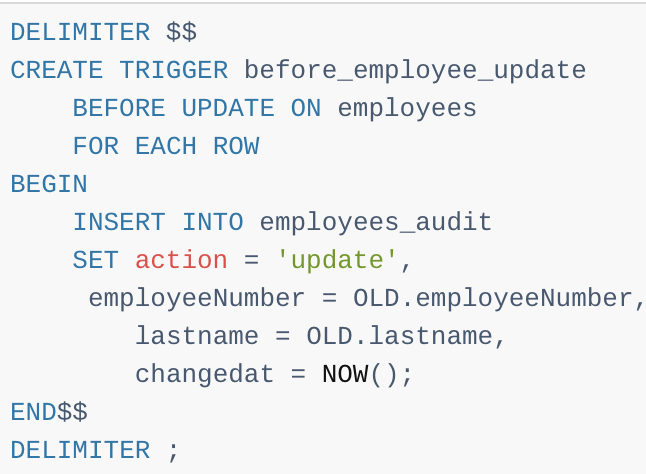 DELIMITER $$
CREATE TRIGGER before_employee_update
    BEFORE UPDATE ON employees
    FOR EACH ROW
BEGIN
    INSERT INTO employees_audit
    SET action = 'update',
     employeeNumber = OLD.employeeNumber,
        lastname = OLD.lastname,
        changedat = NOW();
END$$
DELIMITER ;